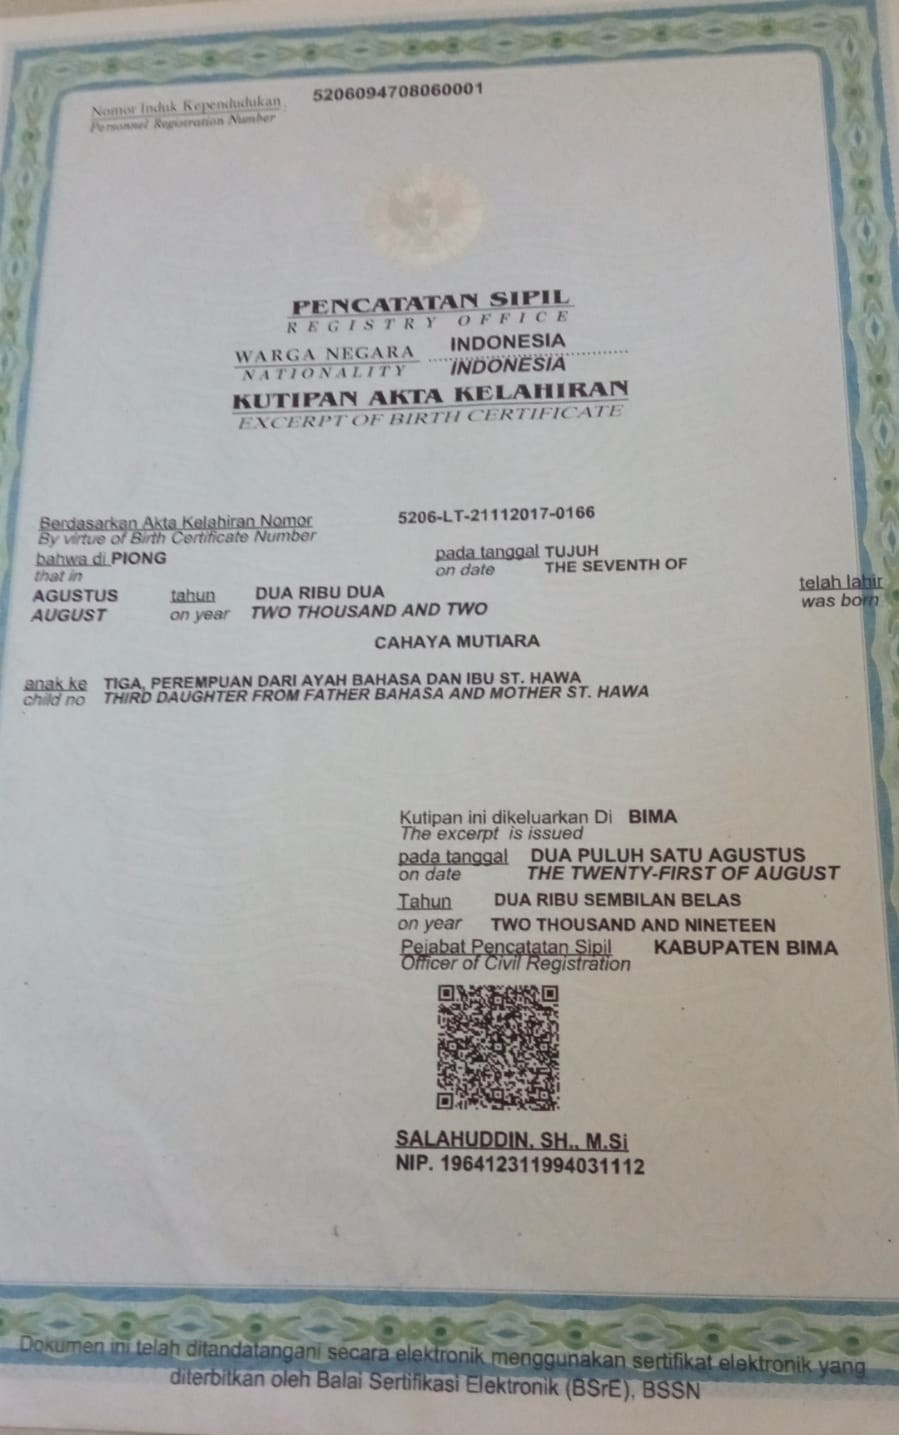 Nomor Induk Kependudukan 5206094708060001
Personnel Registration Number
PENCATATAN SIPIL
REGISTRY OFFICE
WARGA NEGARA INDONESIA
NATIONALITY INDONESIA
KUTIPAN AKTA KELAHIRAN
EXCERPT OF BIRTH CERTIFICATE
Berdasarkan Akta Kelahiran Nomor 5206-LT-21112017-0166
By virtue of Birth Certificate Number
bahwa di PIONG pada tanggal TUJUH
that in on date THE SEVENTH OF
AGUSTUS tahun DUA RIBU DUA telah lahir
AUGUST on year TWO THOUSAND AND TWO was born
CAHAYA MUTIARA
anak ke TIGA, PEREMPUAN DARI AYAH BAHASA DAN IBU ST. HAWA
child no THIRD DAUGHTER FROM FATHER BAHASA AND MOTHER ST. HAWA
Kutipan ini dikeluarkan Di BIMA
The excerpt is issued
pada tanggal DUA PULUH SATU AGUSTUS
on date THE TWENTY-FIRST OF AUGUST
Tahun DUA RIBU SEMBILAN BELAS
on year TWO THOUSAND AND NINETEEN
Pejabat Pencatatan Sipil KABUPATEN BIMA
Officer of Civil Registration
SALAHUDDIN, SH., M.Si
NIP. 196412311994031112
Dokumen ini telah ditandatangani secara elektronik menggunakan sertifikat elektronik yang
diterbitkan oleh Balai Sertifikasi Elektronik (BSrE), BSSN